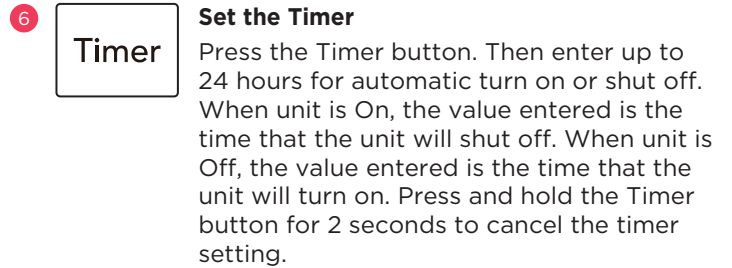 6
Timer
Set the Timer
Press the Timer button. Then enter up to
24 hours for automatic turn on or shut off.
When unit is On, the value entered is the
time that the unit will shut off. When unit is
Off, the value entered is the time that the
unit will turn on. Press and hold the Timer
button for 2 seconds to cancel the timer
setting.